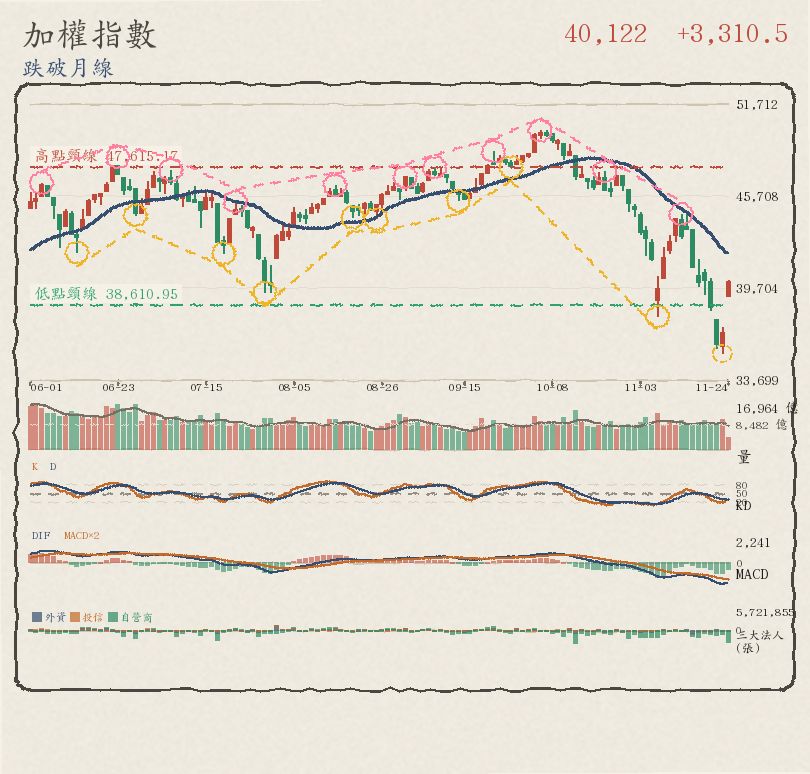 加權指數
40,122 +3,310.5
跌破月線
51,712
高點頸線 47,615.17
45,708
39,704
低點頸線 38,610.95
33,699
06-01 06-23 07-15 08-05 08-26 09-15 10-08 11-03 11-24
16,964 億
8,482 億
量
K D
80
50
KD
DIF MACD×2
2,241
0
MACD
5,721,855
外資 投信 自營商
0
三大法人
(張)